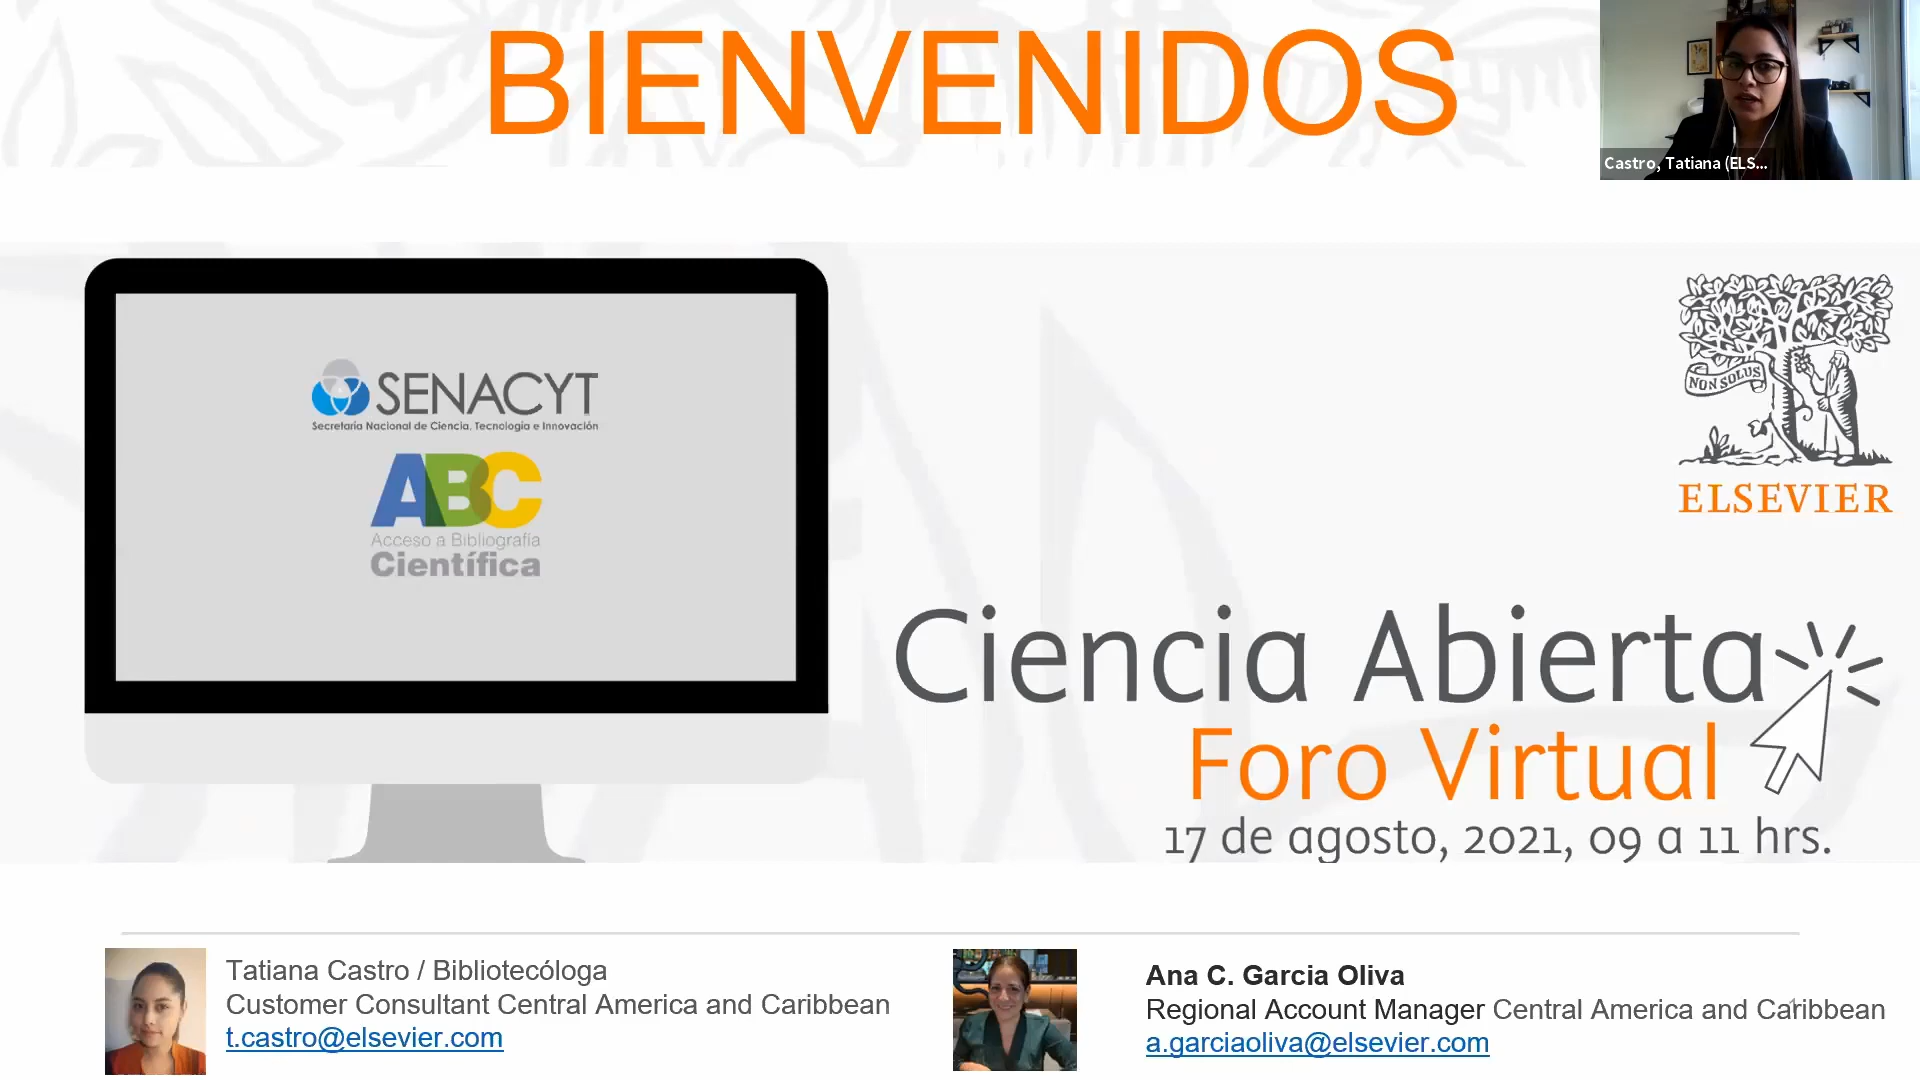 BIENVENIDOS
Castro, Tatiana (ELS...
SENACYT
Secretaría Nacional de Ciencia, Tecnología e Innovación
ABC
Acceso a Bibliografía
Científica
NON SOLUS
ELSEVIER
Ciencia Abierta
Foro Virtual
17 de agosto, 2021, 09 a 11 hrs.
Tatiana Castro / Bibliotecóloga
Customer Consultant Central America and Caribbean
t.castro@elsevier.com
Ana C. Garcia Oliva
Regional Account Manager Central America and Caribbean
a.garciaoliva@elsevier.com
1